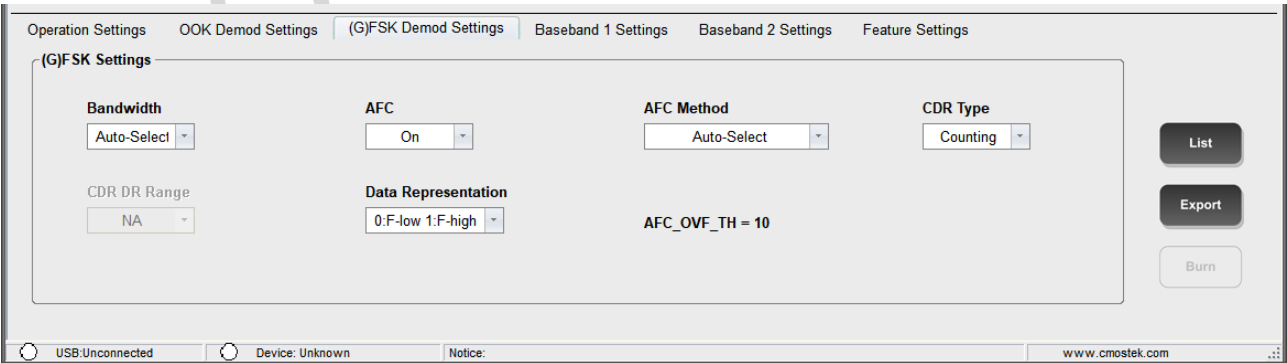 Operation Settings OOK Demod Settings (G)FSK Demod Settings Baseband 1 Settings Baseband 2 Settings Feature Settings
(G)FSK Settings
Bandwidth AFC AFC Method CDR Type
Auto-Select On Auto-Select Counting
List
CDR DR Range Data Representation
NA 0:F-low 1:F-high AFC_OVF_TH = 10
Export
Burn
USB:Unconnected Device: Unknown Notice: www.cmostek.com